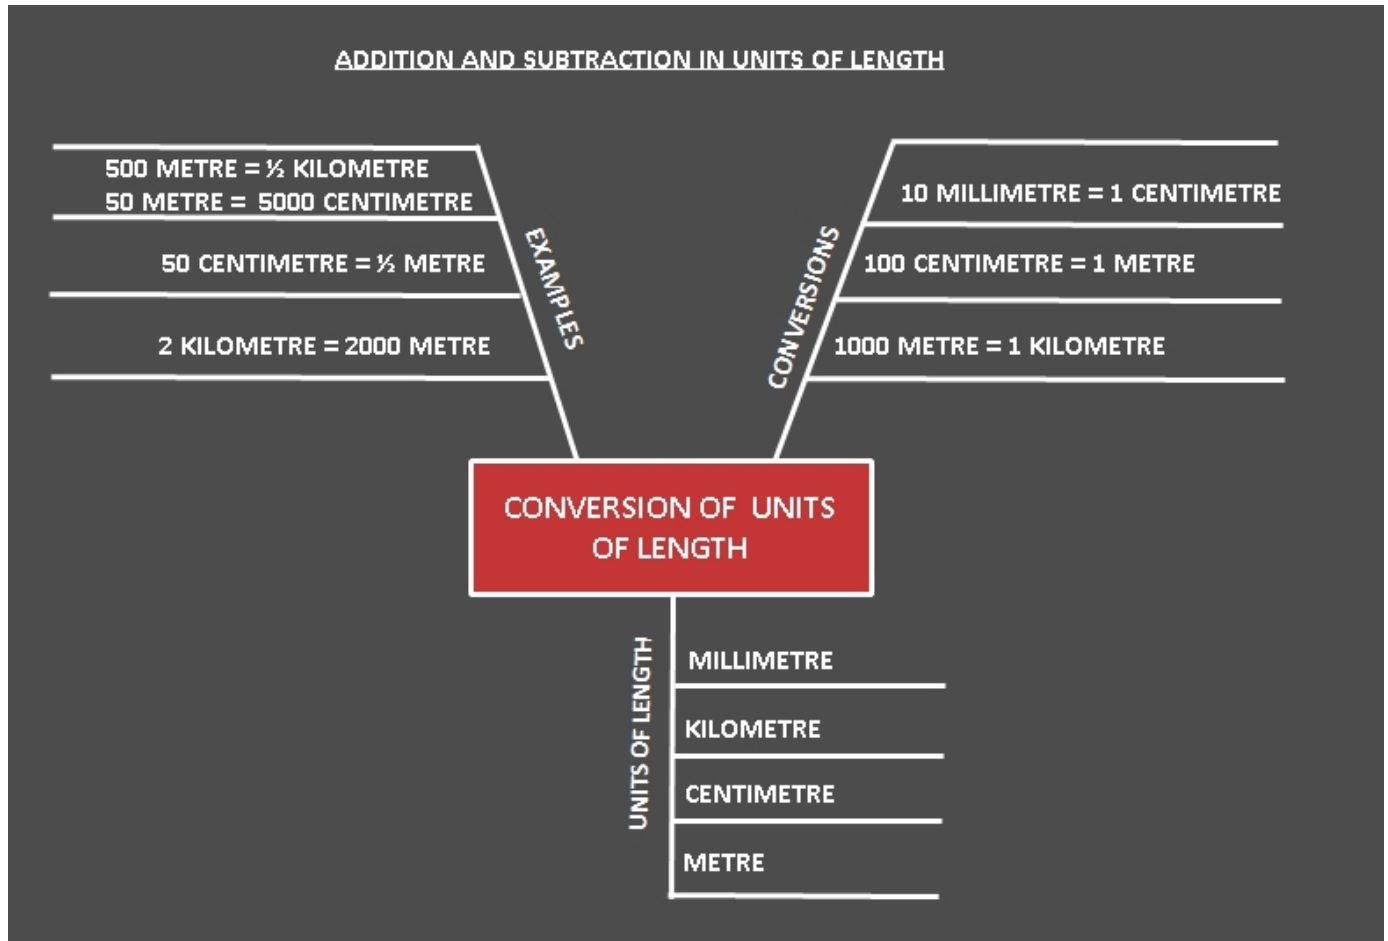 ADDITION AND SUBTRACTION IN UNITS OF LENGTH
500 METRE = ½ KILOMETRE
50 METRE = 5000 CENTIMETRE
50 CENTIMETRE = ½ METRE
2 KILOMETRE = 2000 METRE
EXAMPLES
CONVERSIONS
10 MILLIMETRE = 1 CENTIMETRE
100 CENTIMETRE = 1 METRE
1000 METRE = 1 KILOMETRE
CONVERSION OF UNITS
OF LENGTH
UNITS OF LENGTH
MILLIMETRE
KILOMETRE
CENTIMETRE
METRE